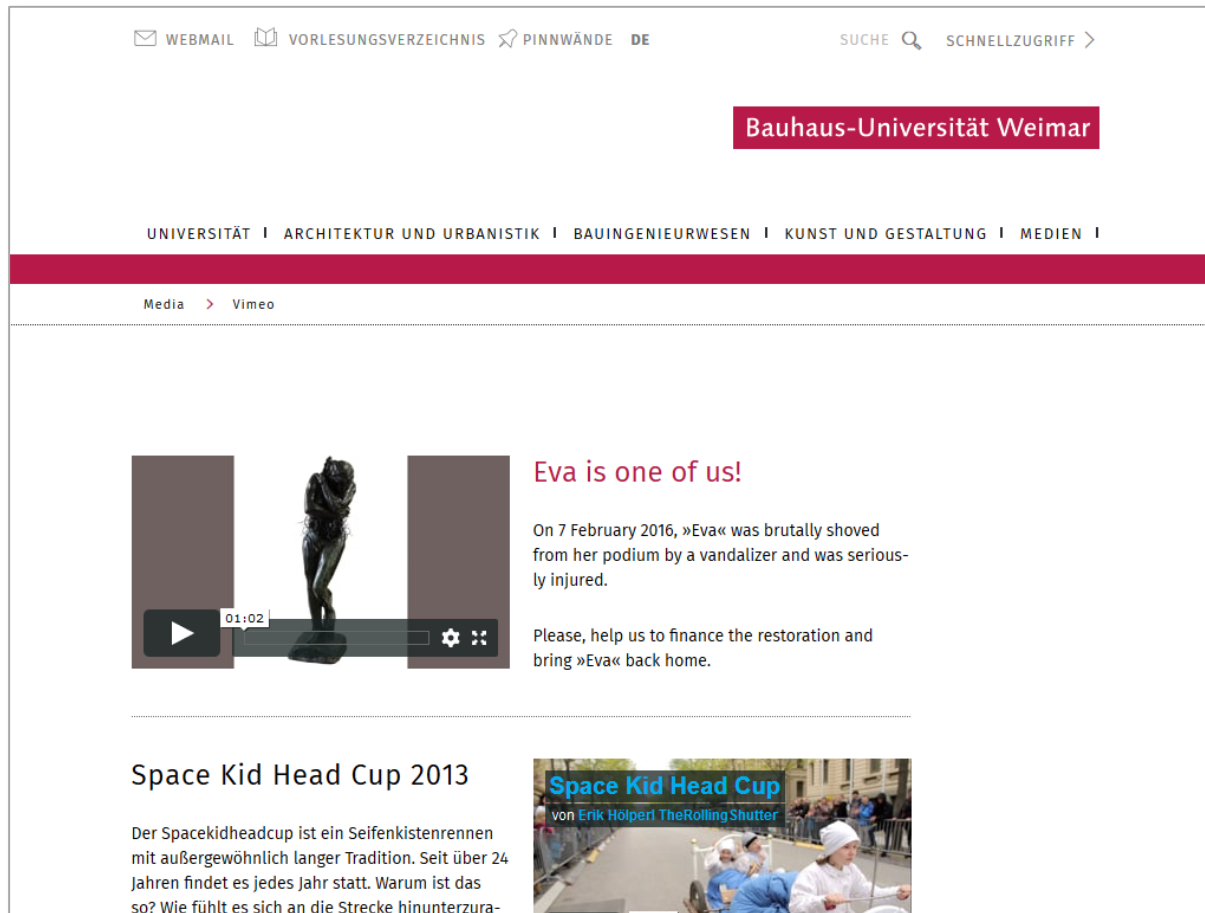 WEBMAIL VORLESUNGSVERZEICHNIS PINNWÄNDE DE SUCHE SCHNELLZUGRIFF
Bauhaus-Universität Weimar
UNIVERSITÄT I ARCHITEKTUR UND URBANISTIK I BAUINGENIEURWESEN I KUNST UND GESTALTUNG I MEDIEN I
Media > Vimeo
01:02
Eva is one of us!
On 7 February 2016, »Eva« was brutally shoved
from her podium by a vandalizer and was serious-
ly injured.
Please, help us to finance the restoration and
bring »Eva« back home.
Space Kid Head Cup 2013
Der Spacekidheadcup ist ein Seifenkistenrennen
mit außergewöhnlich langer Tradition. Seit über 24
Jahren findet es jedes Jahr statt. Warum ist das
so? Wie fühlt es sich an die Strecke hinunterzura-
Space Kid Head Cup
von Erik Hölperl TheRollingShutter